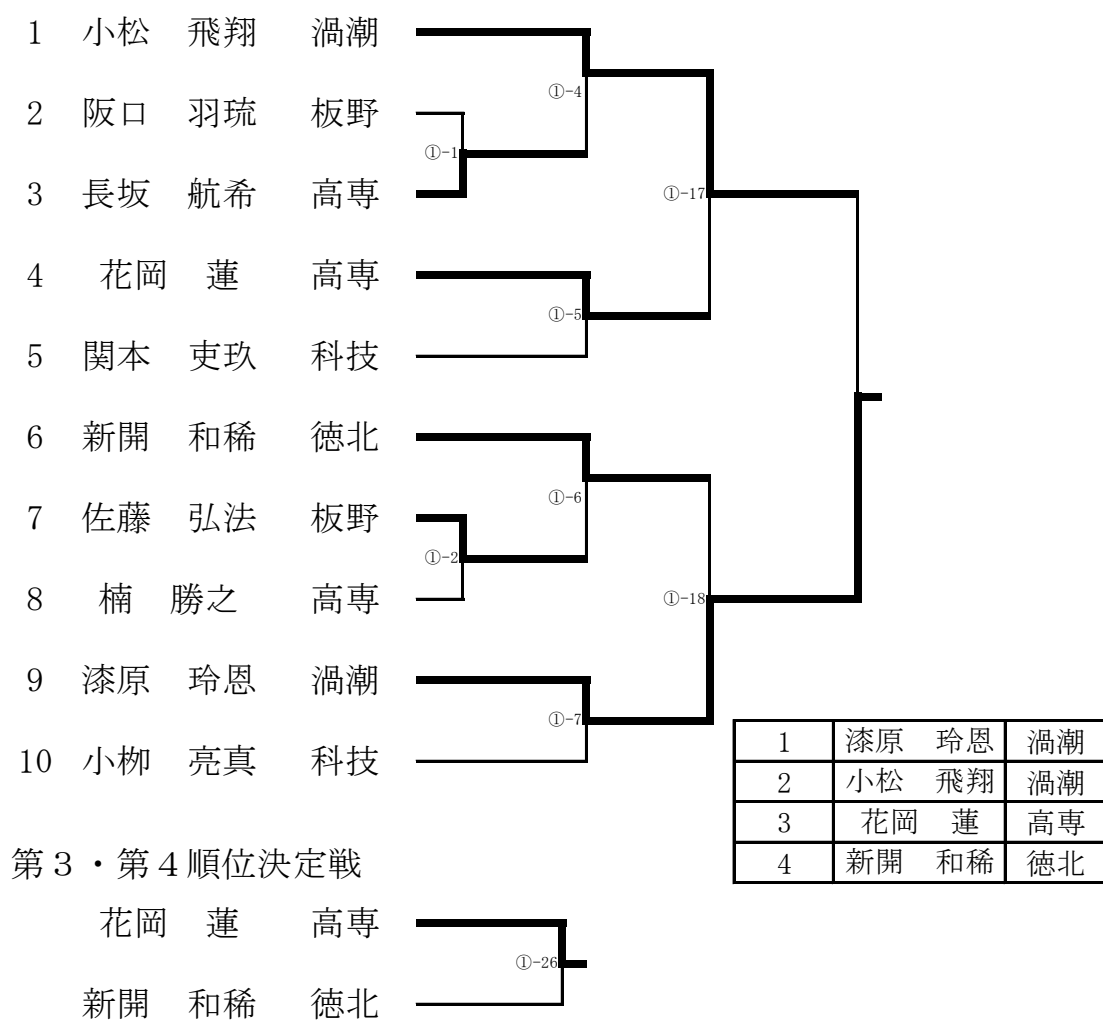 1 小松 飛翔 渦潮
①-4
2 阪口 羽琉 板野
①-1
3 長坂 航希 高専
①-17
4 花岡 蓮 高専
①-5
5 関本 吏玖 科技
6 新開 和稀 徳北
①-6
7 佐藤 弘法 板野
①-2
8 楠 勝之 高専
①-18
9 漆原 玲恩 渦潮
①-7
10 小栁 亮真 科技
1 漆原 玲恩 渦潮
2 小松 飛翔 渦潮
3 花岡 蓮 高専
4 新開 和稀 徳北
第３・第４順位決定戦
花岡 蓮 高専
①-26
新開 和稀 徳北